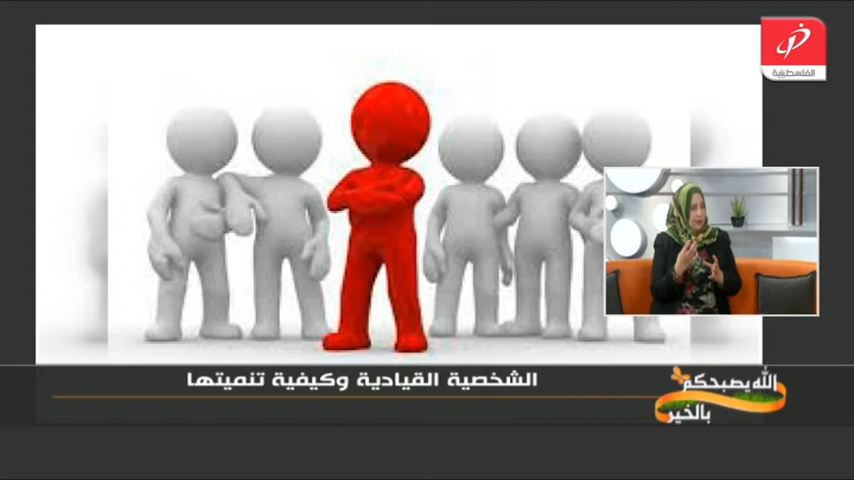 الفلسطينية
الشخصية القيادية وكيفية تنميتها
الله يصبحكم
بالخير